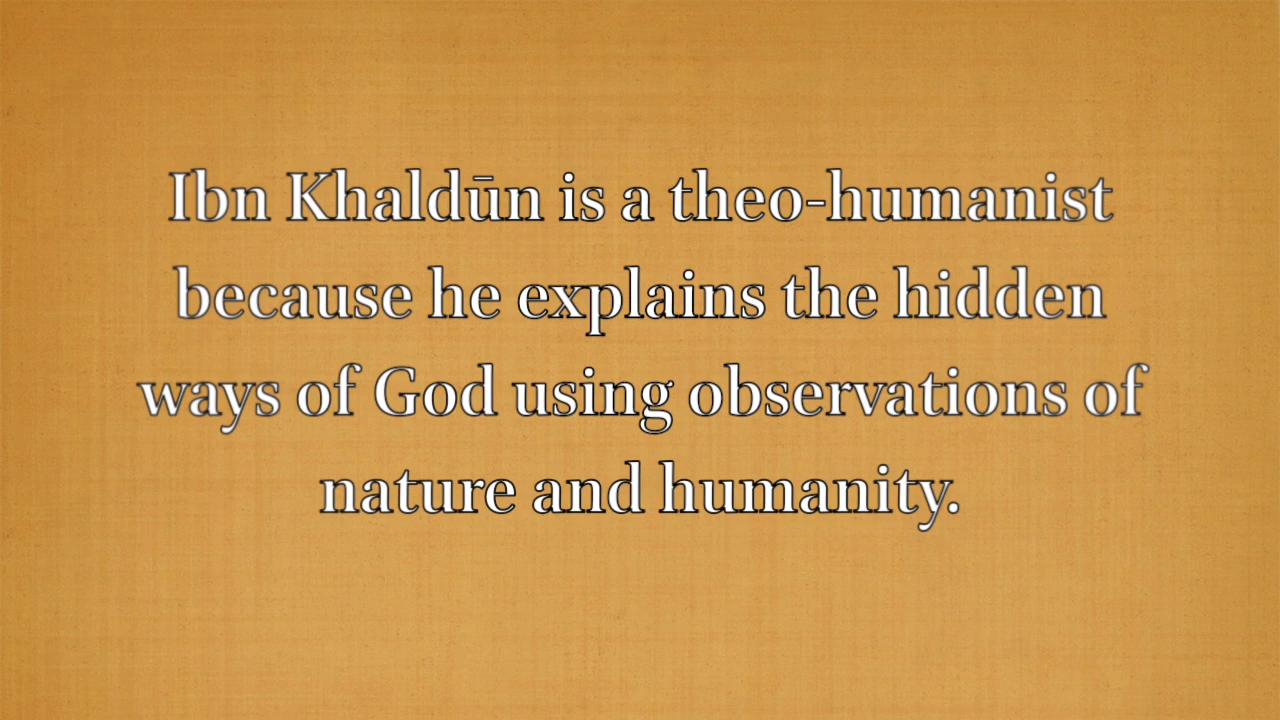 Ibn Khaldūn is a theo-humanist
because he explains the hidden
ways of God using observations of
nature and humanity.